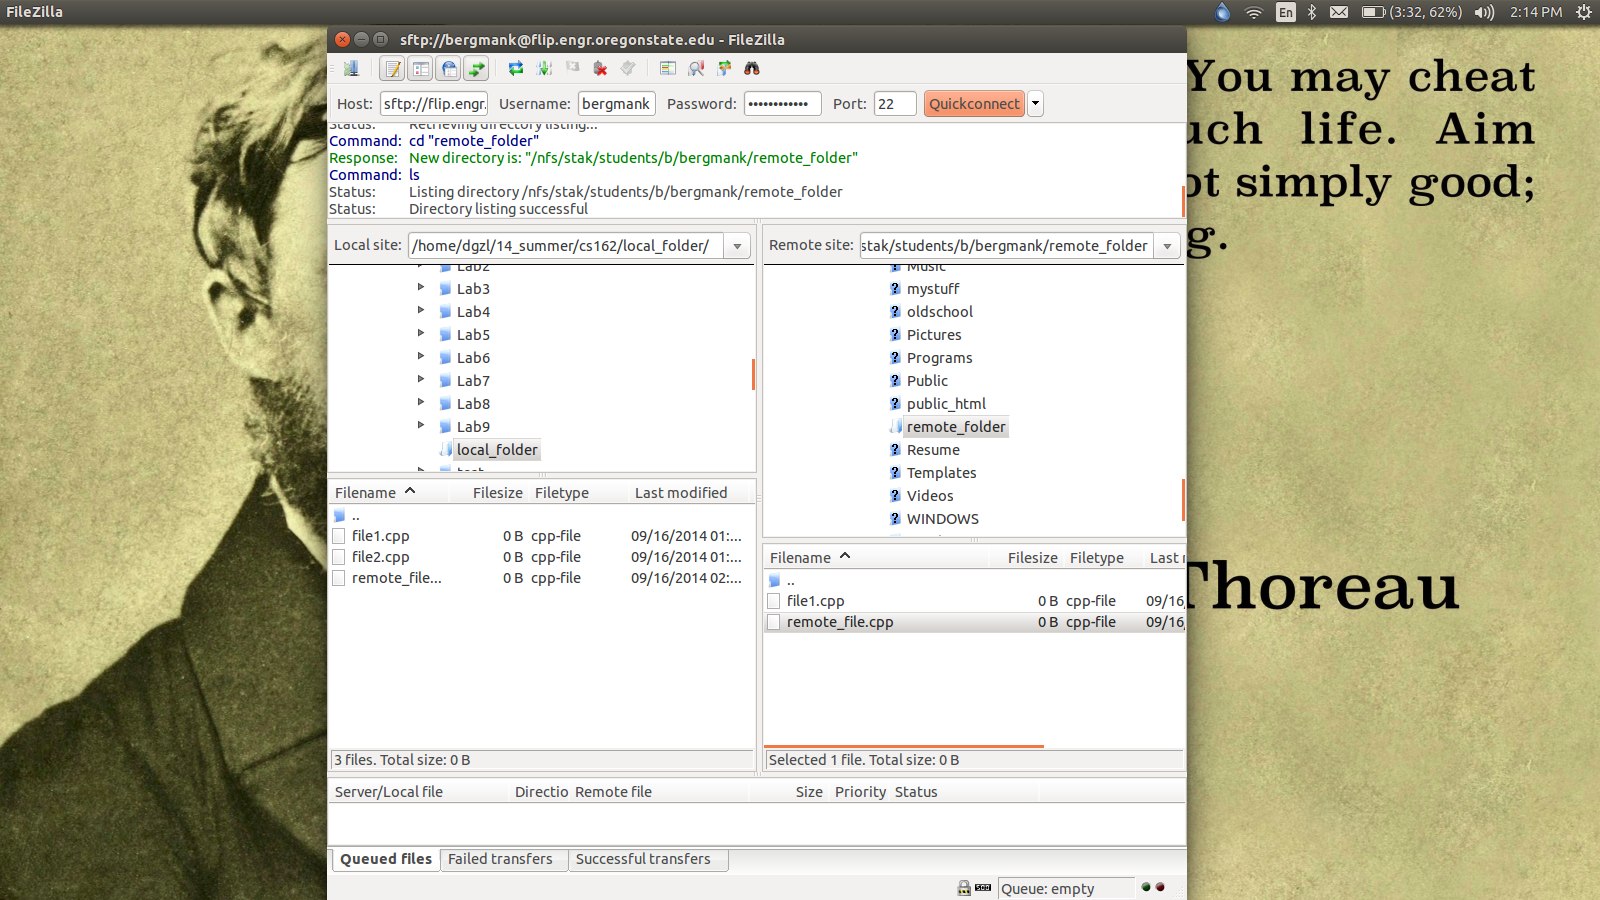 FileZilla
En
(3:32, 62%)
2:14 PM
sftp://bergmank@flip.engr.oregonstate.edu - FileZilla
Host: sftp://flip.engr. Username: bergmank Password: •••••••••••• Port: 22 Quickconnect
Status: Retrieving directory listing...
Command: cd "remote_folder"
Response: New directory is: "/nfs/stak/students/b/bergmank/remote_folder"
Command: ls
Status: Listing directory /nfs/stak/students/b/bergmank/remote_folder
Status: Directory listing successful
Local site: /home/dgzl/14_summer/cs162/local_folder/
Lab2
Lab3
Lab4
Lab5
Lab6
Lab7
Lab8
Lab9
local_folder
Filename Filesize Filetype Last modified
..
file1.cpp 0 B cpp-file 09/16/2014 01:...
file2.cpp 0 B cpp-file 09/16/2014 01:...
remote_file... 0 B cpp-file 09/16/2014 02:...
3 files. Total size: 0 B
Remote site: stak/students/b/bergmank/remote_folder
Music
mystuff
oldschool
Pictures
Programs
Public
public_html
remote_folder
Resume
Templates
Videos
WINDOWS
Filename Filesize Filetype Last
..
file1.cpp 0 B cpp-file 09/16
remote_file.cpp 0 B cpp-file 09/16
Selected 1 file. Total size: 0 B
Server/Local file Directio Remote file Size Priority Status
Queued files Failed transfers Successful transfers
Queue: empty
You may cheat
uch life. Aim
ot simply good;
g.
Thoreau